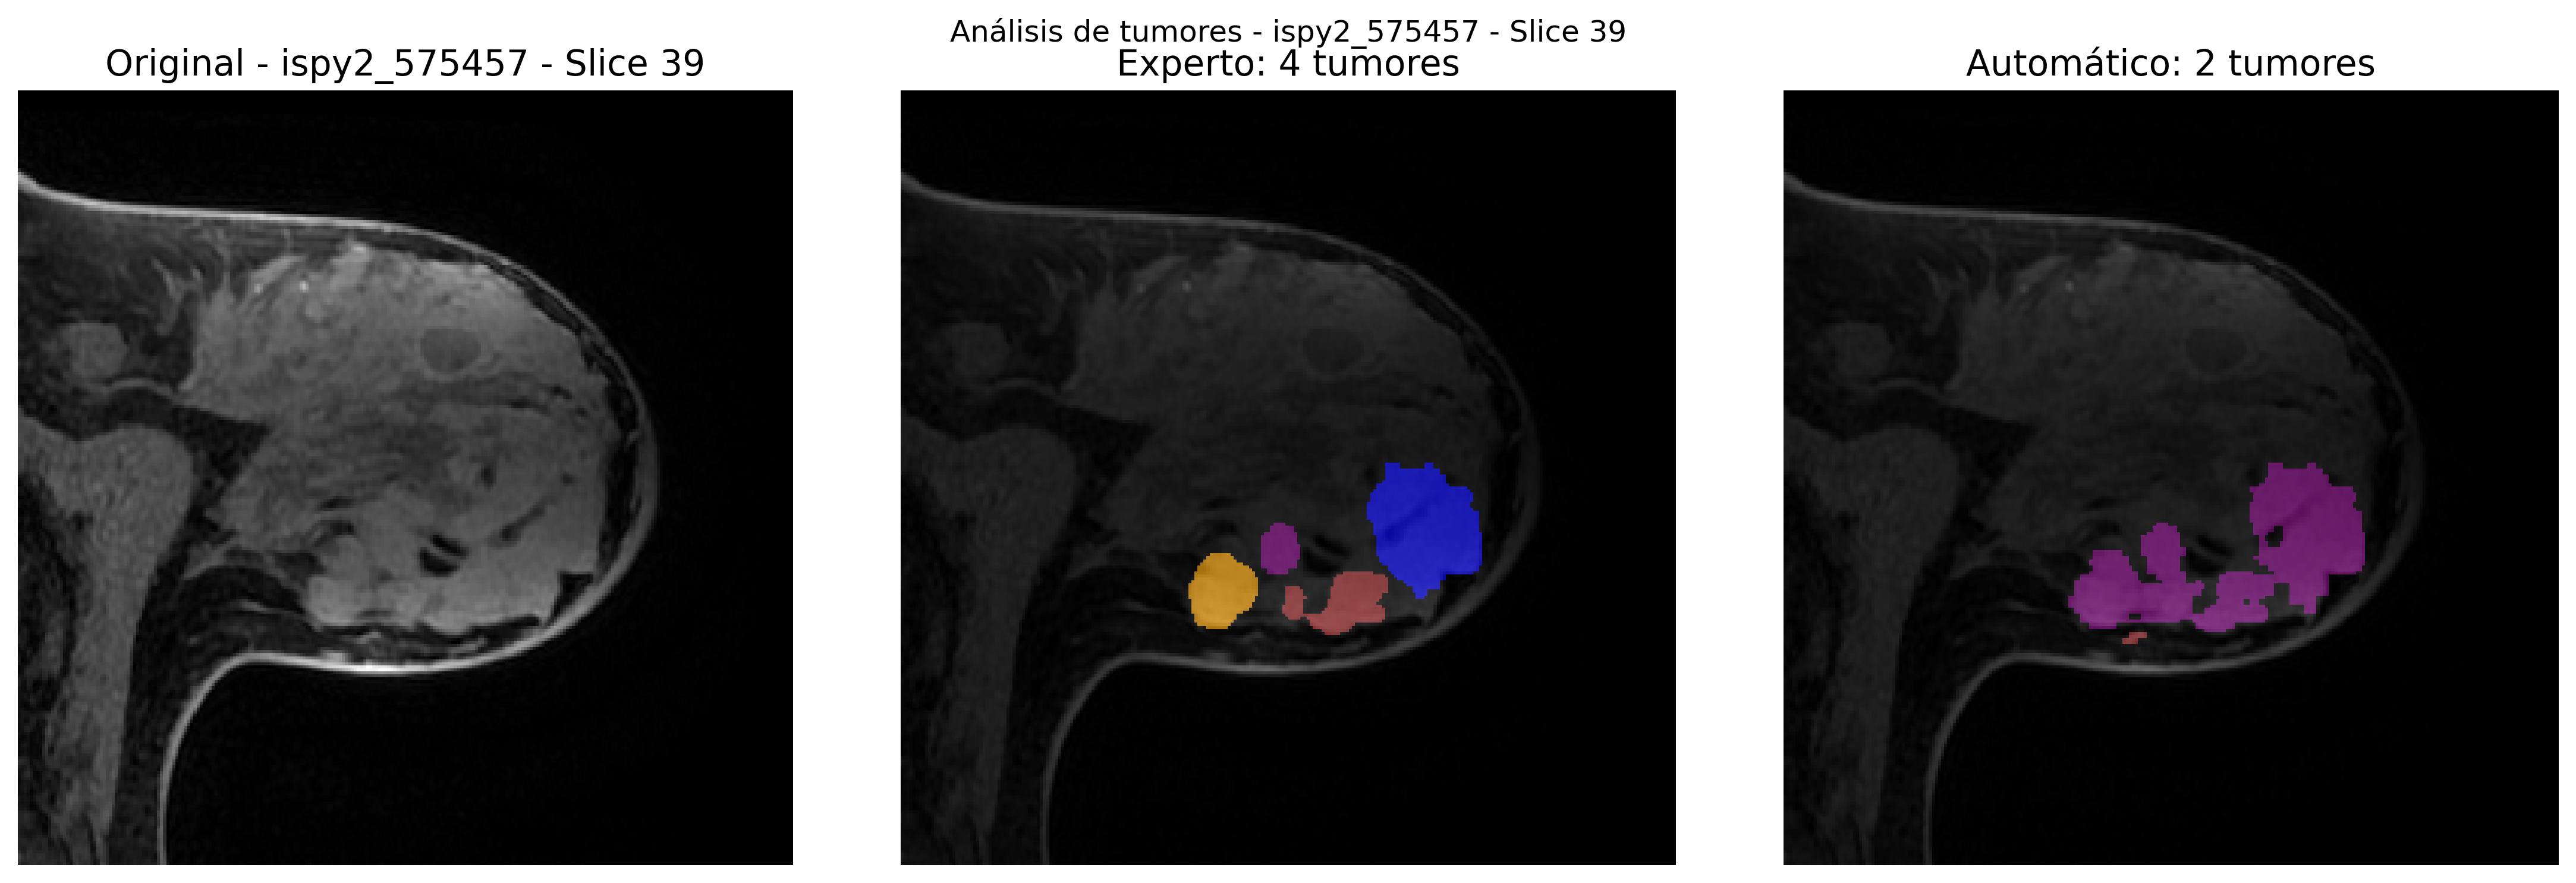 Análisis de tumores - ispy2_575457 - Slice 39
Original - ispy2_575457 - Slice 39
Experto: 4 tumores
Automático: 2 tumores